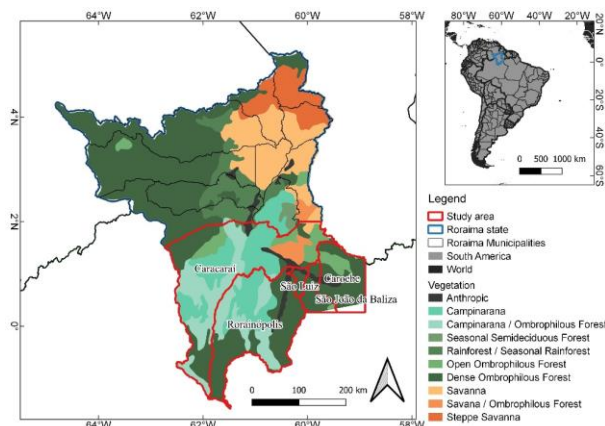 64°W
62°W
60°W
58°W
80°W
60°W
40°W
20°N
0°
20°S
40°S
60°S
4°N
2°N
0°
0
500
1000 km
Caracaraí
São Luiz
Caroebe
São João da Baliza
Rorainópolis
0
100
200 km
64°W
62°W
60°W
58°W
Legend
Study area
Roraima state
Roraima Municipalities
South America
World
Vegetation
Anthropic
Campinarana
Campinarana / Ombrophilous Forest
Seasonal Semideciduous Forest
Rainforest / Seasonal Rainforest
Open Ombrophilous Forest
Dense Ombrophilous Forest
Savanna
Savana / Ombrophilous Forest
Steppe Savanna